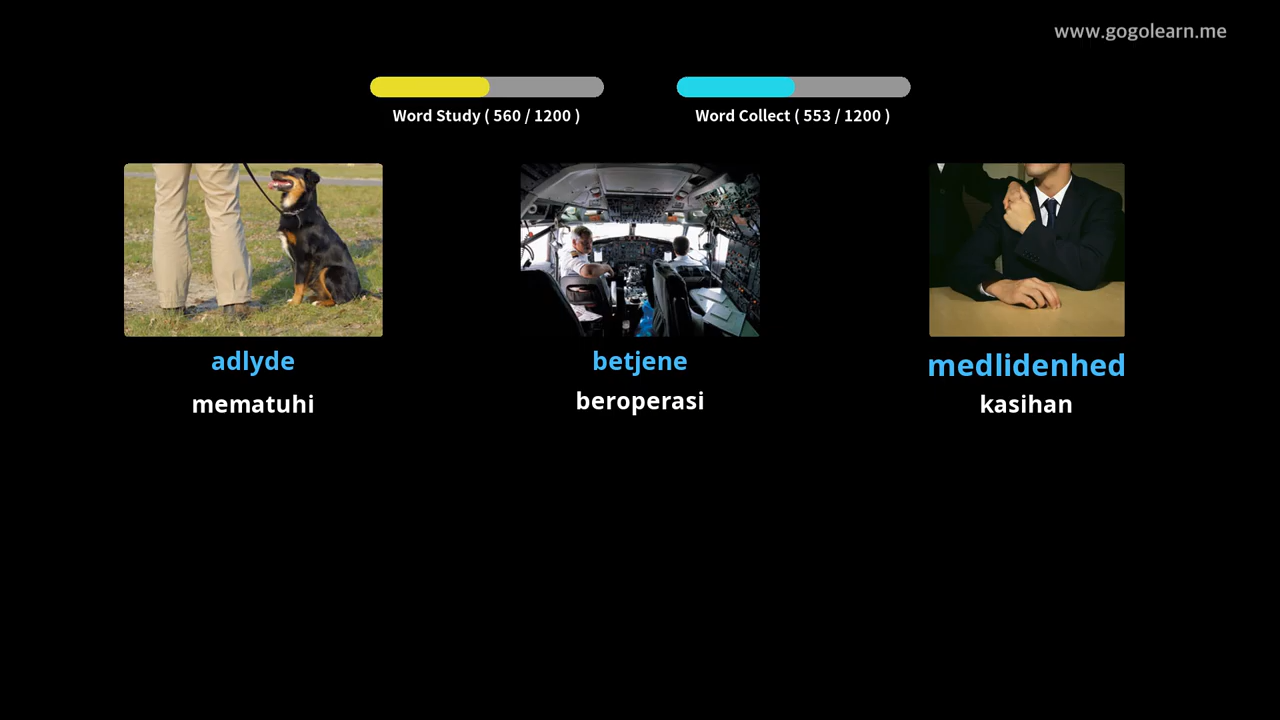 www.gogolearn.me
Word Study ( 560 / 1200 )
Word Collect ( 553 / 1200 )
adlyde
betjene
medlidenhed
mematuhi
beroperasi
kasihan